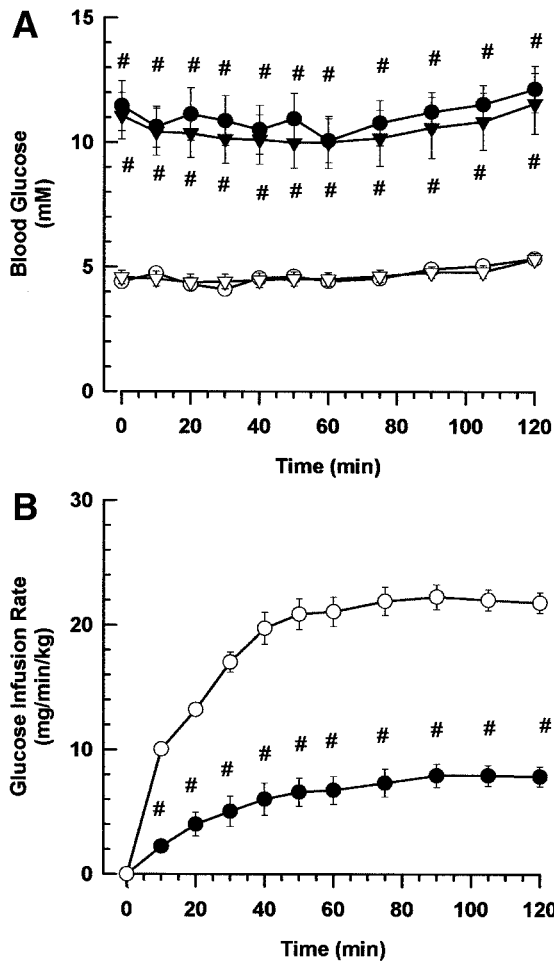 A
15
# # # # # # # # # # #
10
# # # # # # # # # # #
Blood Glucose
(mM)
5
0
0 20 40 60 80 100 120
Time (min)
B
30
20
Glucose Infusion Rate
(mg/min/kg)
10
# # # # # # # # # #
0
0 20 40 60 80 100 120
Time (min)